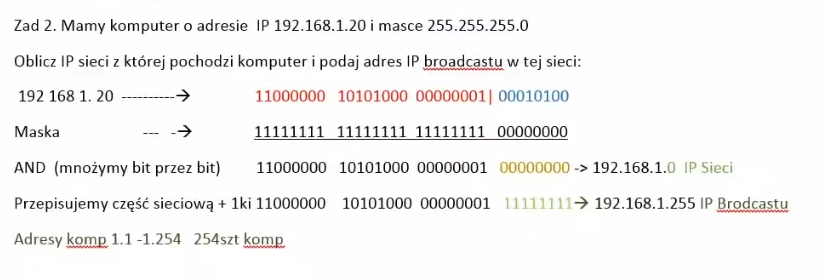 Zad 2. Mamy komputer o adresie IP 192.168.1.20 i masce 255.255.255.0
Oblicz IP sieci z której pochodzi komputer i podaj adres IP broadcastu w tej sieci:
192 168 1. 20 ----------→ 11000000 10101000 00000001| 00010100
Maska --- -→ 11111111 11111111 11111111 00000000
AND (mnożymy bit przez bit) 11000000 10101000 00000001 00000000 -> 192.168.1.0 IP Sieci
Przepisujemy część sieciową + 1ki 11000000 10101000 00000001 11111111→ 192.168.1.255 IP Brodcastu
Adresy komp 1.1 -1.254 254szt komp